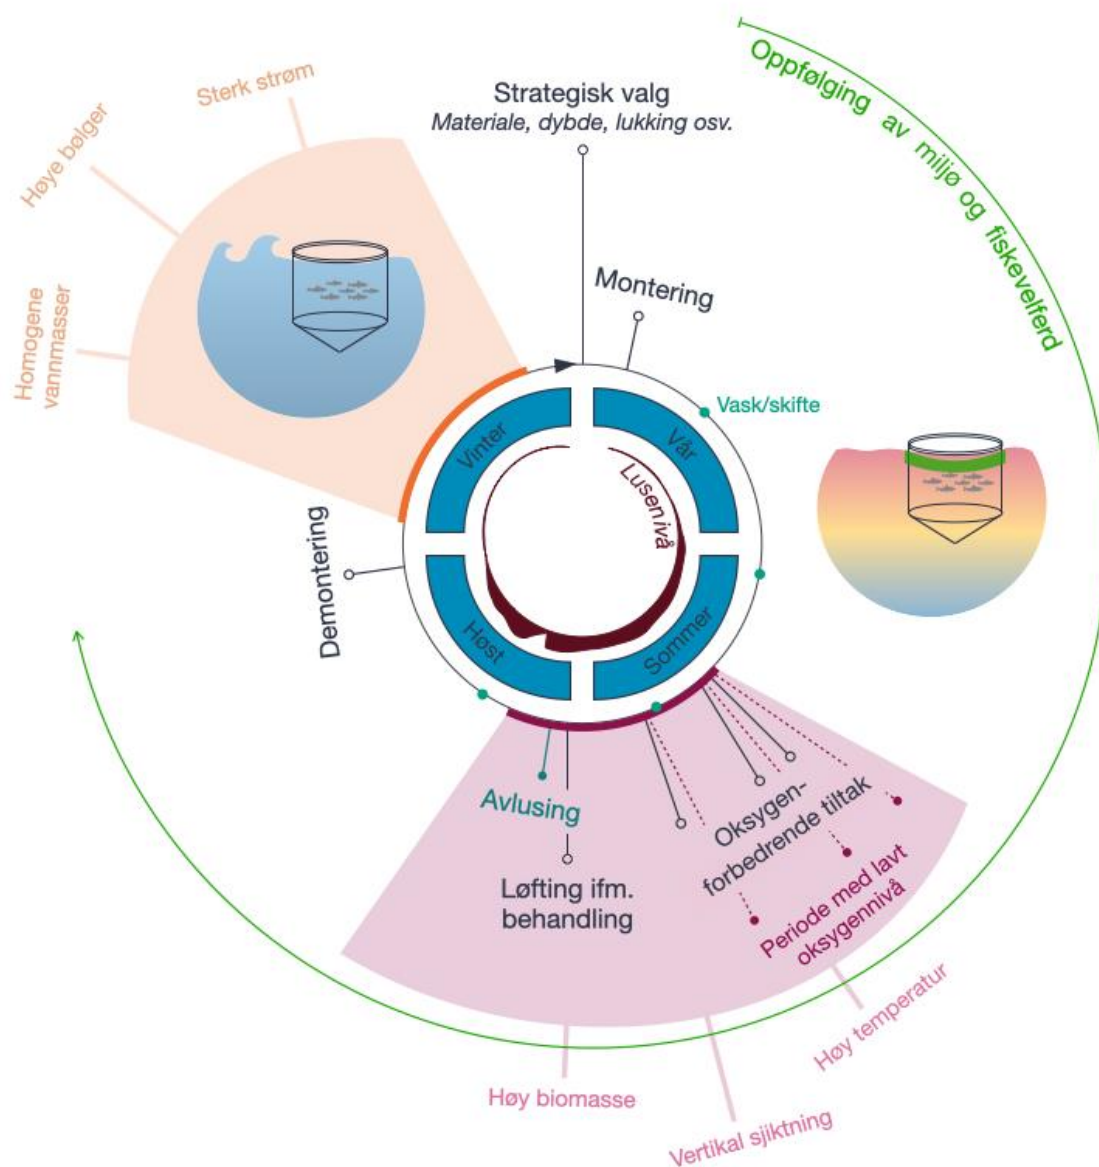 Strategisk valg
Materiale, dybde, lukking osv.
Oppfølging av miljø og fiskevelferd
Sterk strøm
Høye bølger
Homogene
vannmasser
Montering
Vask/skifte
Vinter
Vår
Lusenivå
Demontering
Høst
Sommer
Avlusing
Løfting ifm.
behandling
Oksygen-
forbedrende tiltak
Periode med lavt
oksygennivå
Høy temperatur
Høy biomasse
Vertikal sjiktning